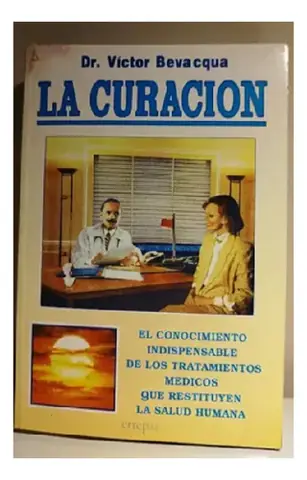 Dr. Víctor Bevacqua
LA CURACION
EL CONOCIMIENTO
INDISPENSABLE
DE LOS TRATAMIENTOS
MEDICOS
QUE RESTITUYEN
LA SALUD HUMANA